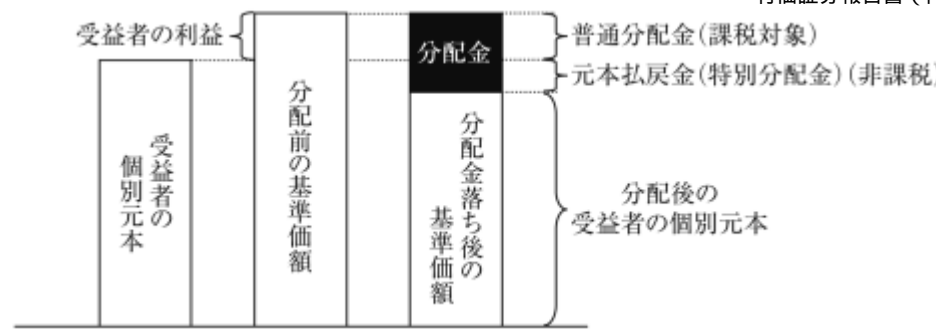 受益者の利益
分配金
普通分配金(課税対象)
元本払戻金(特別分配金)(非課税)
受益者の
個別元本
分配前の基準価額
分配金落ち後の
基準価額
分配後の
受益者の個別元本